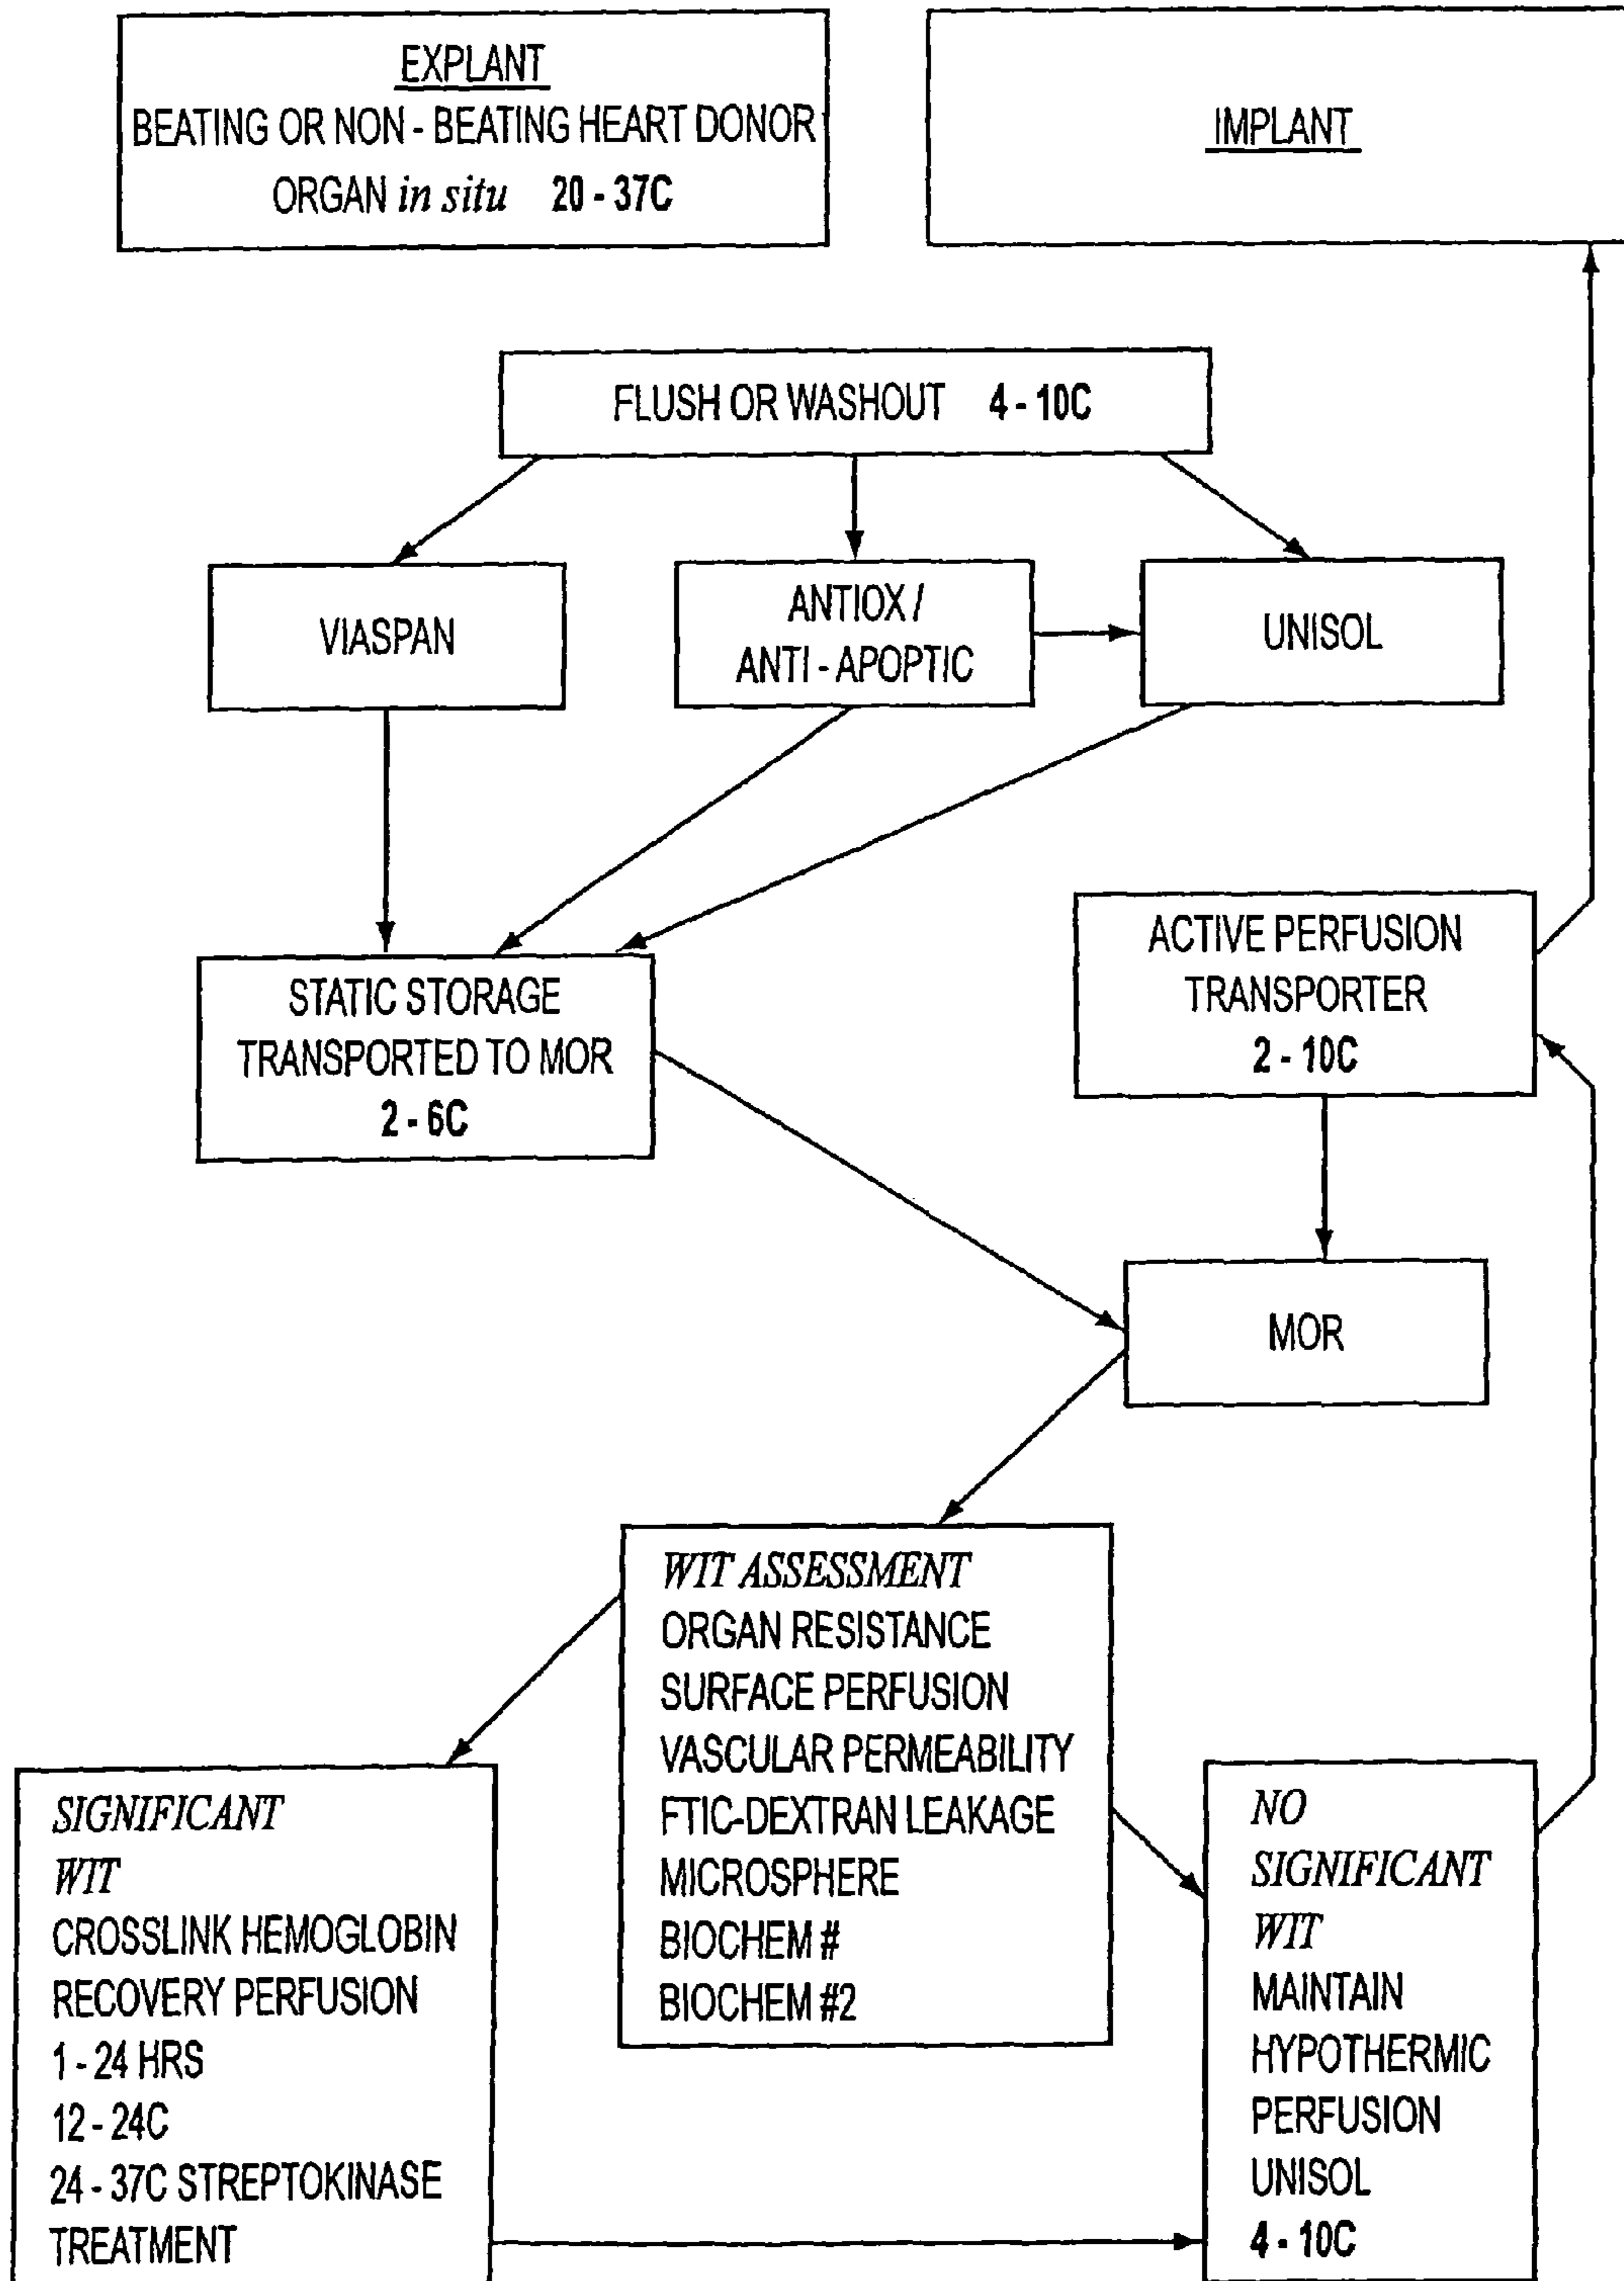 EXPLANT
BEATING OR NON - BEATING HEART DONOR
ORGAN in situ 20 - 37C
IMPLANT
FLUSH OR WASHOUT 4 - 10C
VIASPAN
ANTIOX /
ANTI - APOPTIC
UNISOL
STATIC STORAGE
TRANSPORTED TO MOR
2 - 6C
ACTIVE PERFUSION
TRANSPORTER
2 - 10C
MOR
WIT ASSESSMENT
ORGAN RESISTANCE
SURFACE PERFUSION
VASCULAR PERMEABILITY
FTIC-DEXTRAN LEAKAGE
MICROSPHERE
BIOCHEM #
BIOCHEM #2
SIGNIFICANT
WIT
CROSSLINK HEMOGLOBIN
RECOVERY PERFUSION
1 - 24 HRS
12 - 24C
24 - 37C STREPTOKINASE
TREATMENT
NO
SIGNIFICANT
WIT
MAINTAIN
HYPOTHERMIC
PERFUSION
UNISOL
4 - 10C